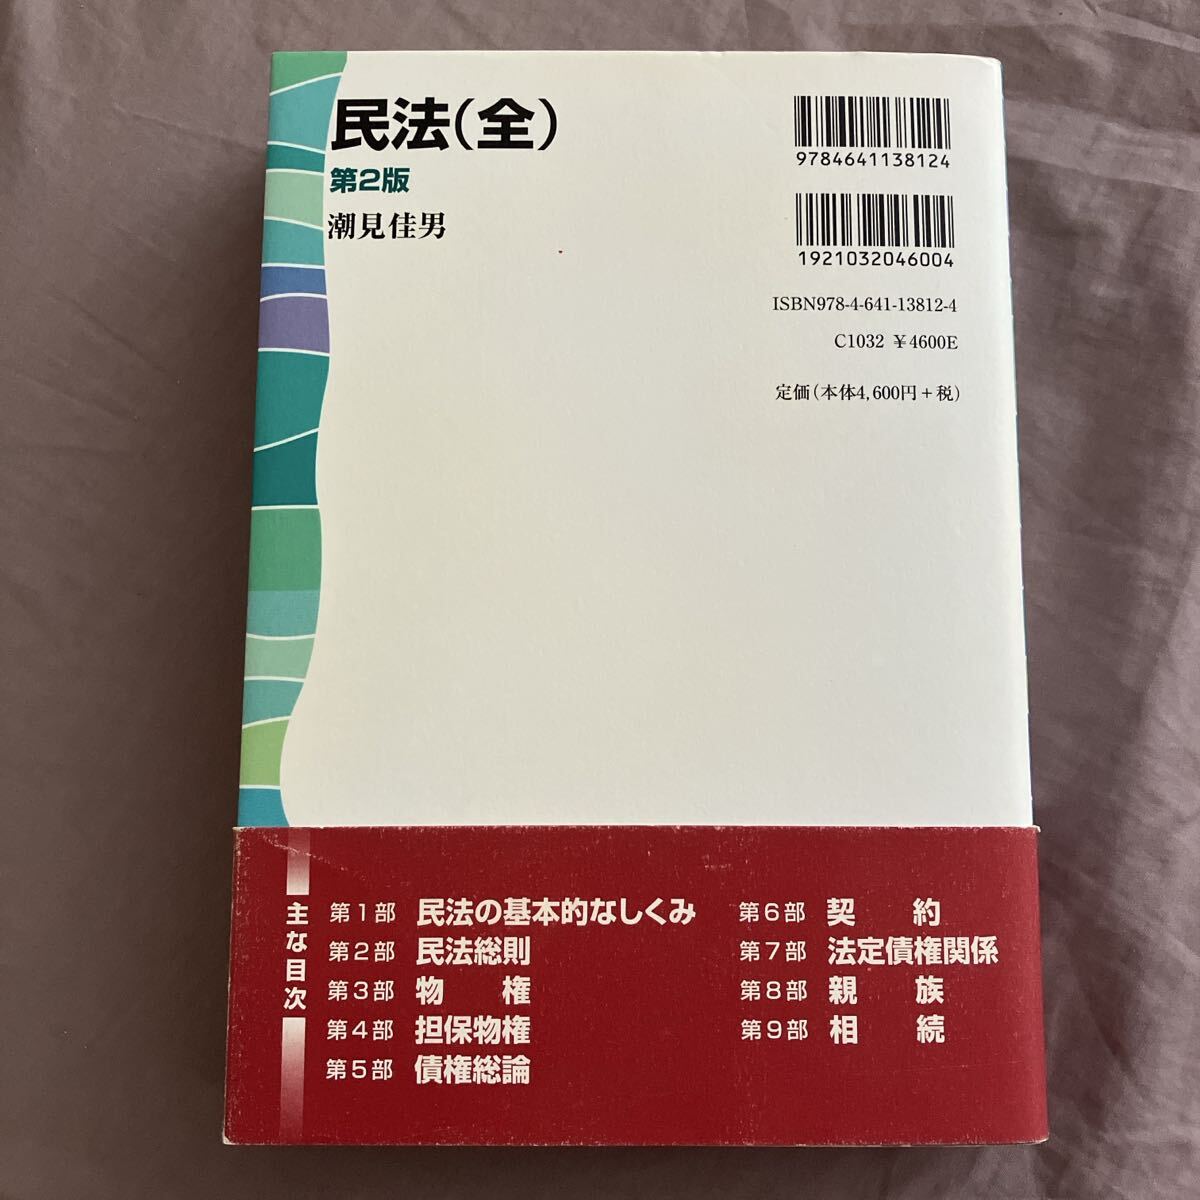 民法(全)
第2版
潮見佳男
9784641138124
1921032046004
ISBN978-4-641-13812-4
C1032 ¥4600E
定価(本体4,600円+税)
主な目次
第1部 民法の基本的なしくみ
第2部 民法総則
第3部 物権
第4部 担保物権
第5部 債権総論
第6部 契約
第7部 法定債権関係
第8部 親族
第9部 相続